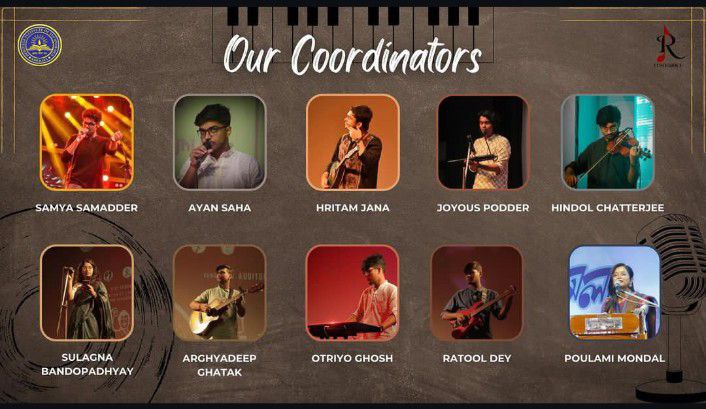 Our Coordinators
R
SAMYA SAMADDER
AYAN SAHA
HRITAM JANA
JOYOUS PODDER
HINDOL CHATTERJEE
SULAGNA
BANDOPADHYAY
ARGHYADEEP
GHATAK
OTRIYO GHOSH
RATOOL DEY
POULAMI MONDAL